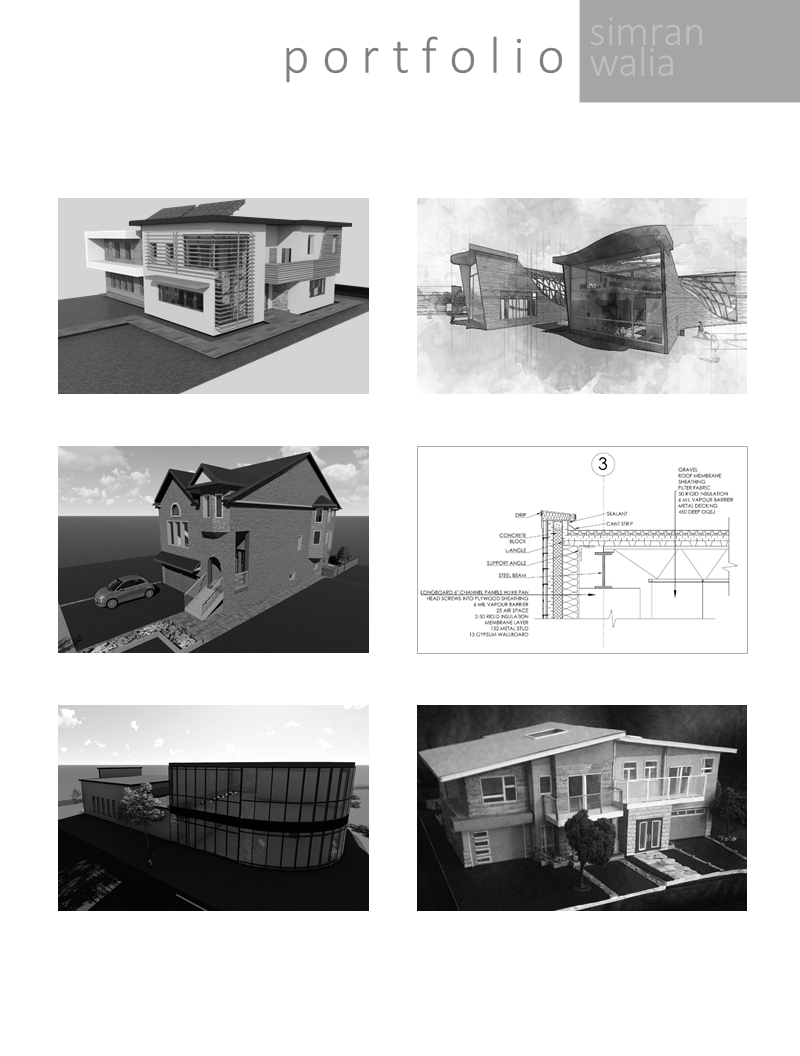 portfolio
simran
walia
3
GRAVEL
ROOF MEMBRANE
SHEATHING
FILTER FABRIC
50 RIGID INSULATION
6 MIL VAPOUR BARRIER
METAL DECKING
450 DEEP OWSJ
DRIP
SEALANT
CANT STRIP
CONCRETE
BLOCK
L-ANGLE
SUPPORT ANGLE
STEEL BEAM
LONGBOARD 6" CHANNEL PANELS W/#8 PAN
HEAD SCREWS INTO PLYWOOD SHEATHING
6 MIL VAPOUR BARRIER
25 AIR SPACE
2-50 RIGID INSULATION
MEMBRANE LAYER
152 METAL STUD
13 GYPSUM WALLBOARD